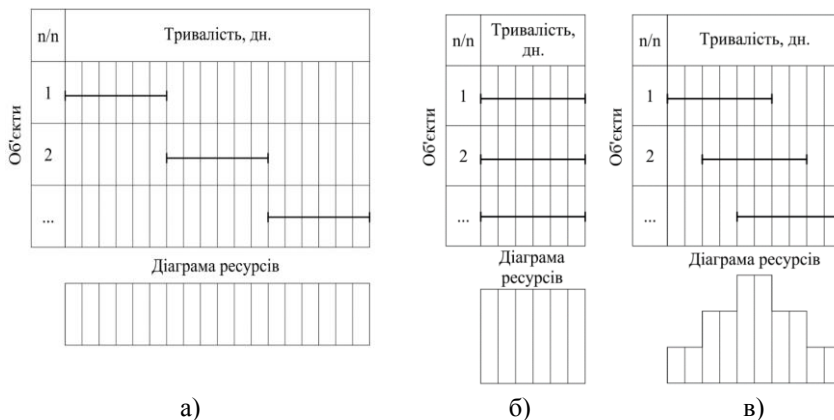 n/n
Тривалість, дн.
Об'єкти
1
2
...
Діаграма ресурсів
а)
n/n
Тривалість,
дн.
Об'єкти
1
2
...
Діаграма
ресурсів
б)
n/n
Тривалість, дн.
Об'єкти
1
2
...
Діаграма ресурсів
в)